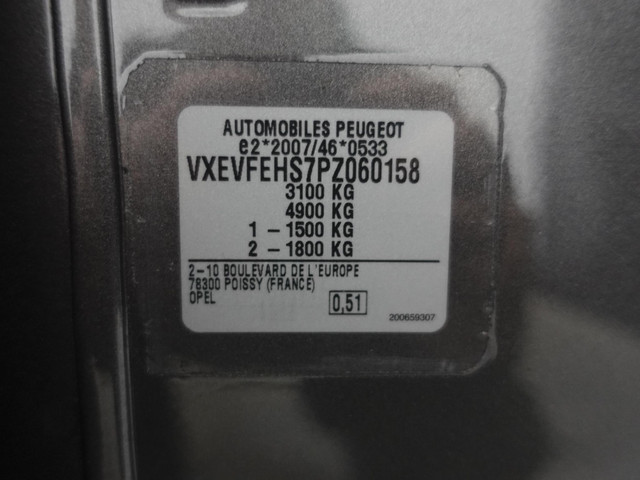 AUTOMOBILES PEUGEOT
e2*2007/46*0533
VXEVFEHS7PZ060158
3100 KG
4900 KG
1 - 1500 KG
2 - 1800 KG
2-10 BOULEVARD DE L'EUROPE
78300 POISSY (FRANCE)
OPEL
0,51
200659307